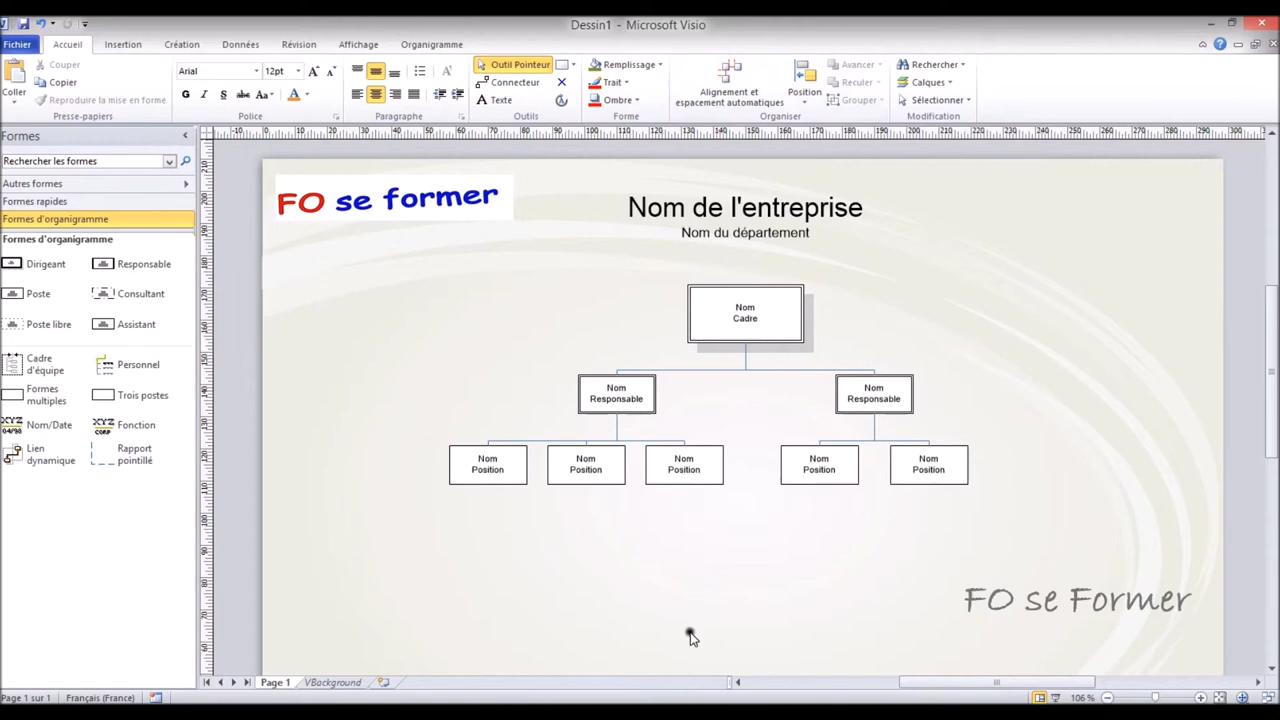 Dessin1 - Microsoft Visio
Fichier Accueil Insertion Création Données Révision Affichage Organigramme
Couper
Copier
Reproduire la mise en forme
Coller
Presse-papiers
Arial 12pt
Police
Paragraphe
Outil Pointeur
Connecteur
Texte
Outils
Remplissage
Trait
Ombre
Forme
Alignement et
espacement automatiques
Position
Avancer
Reculer
Grouper
Organiser
Rechercher
Calques
Sélectionner
Modification
Formes
Rechercher les formes
Autres formes
Formes rapides
Formes d'organigramme
Formes d'organigramme
Dirigeant Responsable
Poste Consultant
Poste libre Assistant
Cadre
d'équipe
Personnel
Formes
multiples
Trois postes
Nom/Date Fonction
Lien
dynamique
Rapport
pointillé
FO se former
Nom de l'entreprise
Nom du département
Nom
Cadre
Nom
Responsable
Nom
Responsable
Nom
Position
Nom
Position
Nom
Position
Nom
Position
Nom
Position
FO se Former
Page 1 VBackground
Page 1 sur 1 Français (France) 106 %